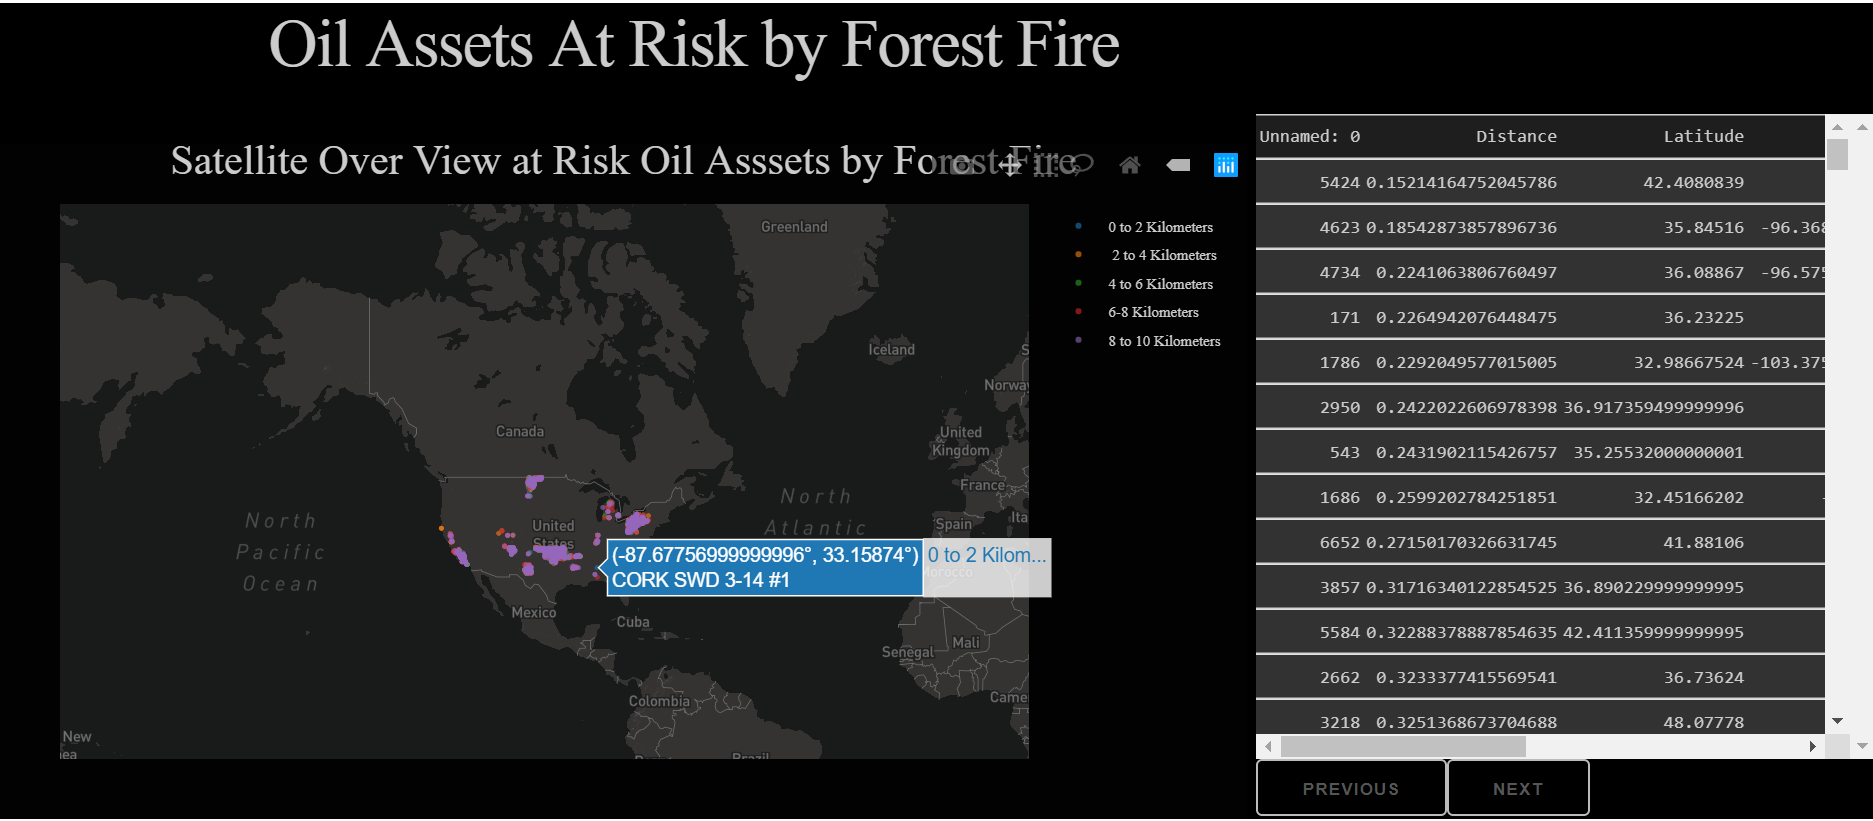 Oil Assets At Risk by Forest Fire
Satellite Over View at Risk Oil Asssets by Forest Fire
0 to 2 Kilometers
2 to 4 Kilometers
4 to 6 Kilometers
6-8 Kilometers
8 to 10 Kilometers
Greenland
Iceland
Norway
Canada
United
Kingdom
France
North
Atlantic
Spain
Ita
United
States
North
Pacific
Ocean
(-87.67756999999996°, 33.15874°)
CORK SWD 3-14 #1
0 to 2 Kilom...
Morocco
Mexico
Cuba
Mali
Senegal
Colombia
Came
New
ea
Brazil
Unnamed: 0 Distance Latitude
5424 0.15214164752045786 42.4080839
4623 0.18542873857896736 35.84516 -96.368
4734 0.2241063806760497 36.08867 -96.575
171 0.2264942076448475 36.23225
1786 0.2292049577015005 32.98667524 -103.375
2950 0.2422022606978398 36.917359499999996
543 0.2431902115426757 35.25532000000001
1686 0.2599202784251851 32.45166202 -
6652 0.27150170326631745 41.88106
3857 0.31716340122854525 36.890229999999995
5584 0.32288378887854635 42.411359999999995
2662 0.3233377415569541 36.73624
3218 0.3251368673704688 48.07778
PREVIOUS
NEXT